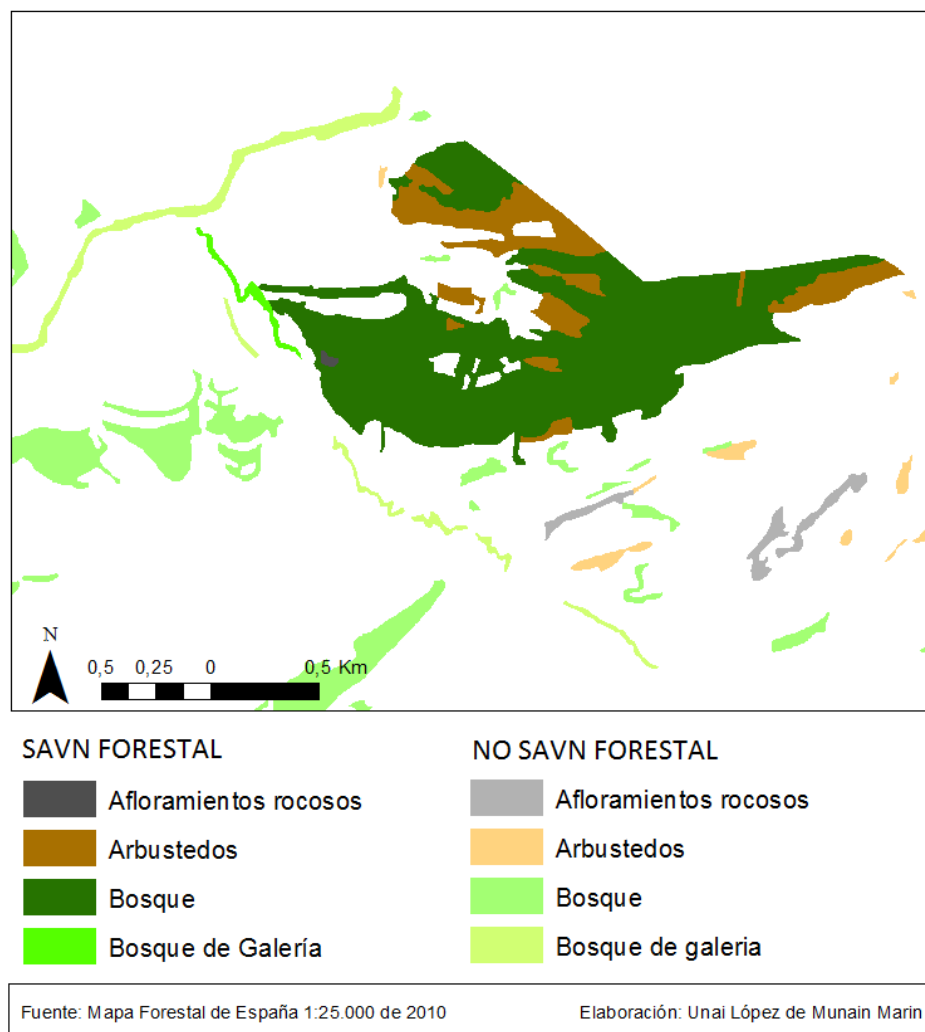 N
0,5 0,25 0 0,5 Km
SAVN FORESTAL
Afloramientos rocosos
Arbustedos
Bosque
Bosque de Galería
NO SAVN FORESTAL
Afloramientos rocosos
Arbustedos
Bosque
Bosque de galeria
Fuente: Mapa Forestal de España 1:25.000 de 2010
Elaboración: Unai López de Munain Marin